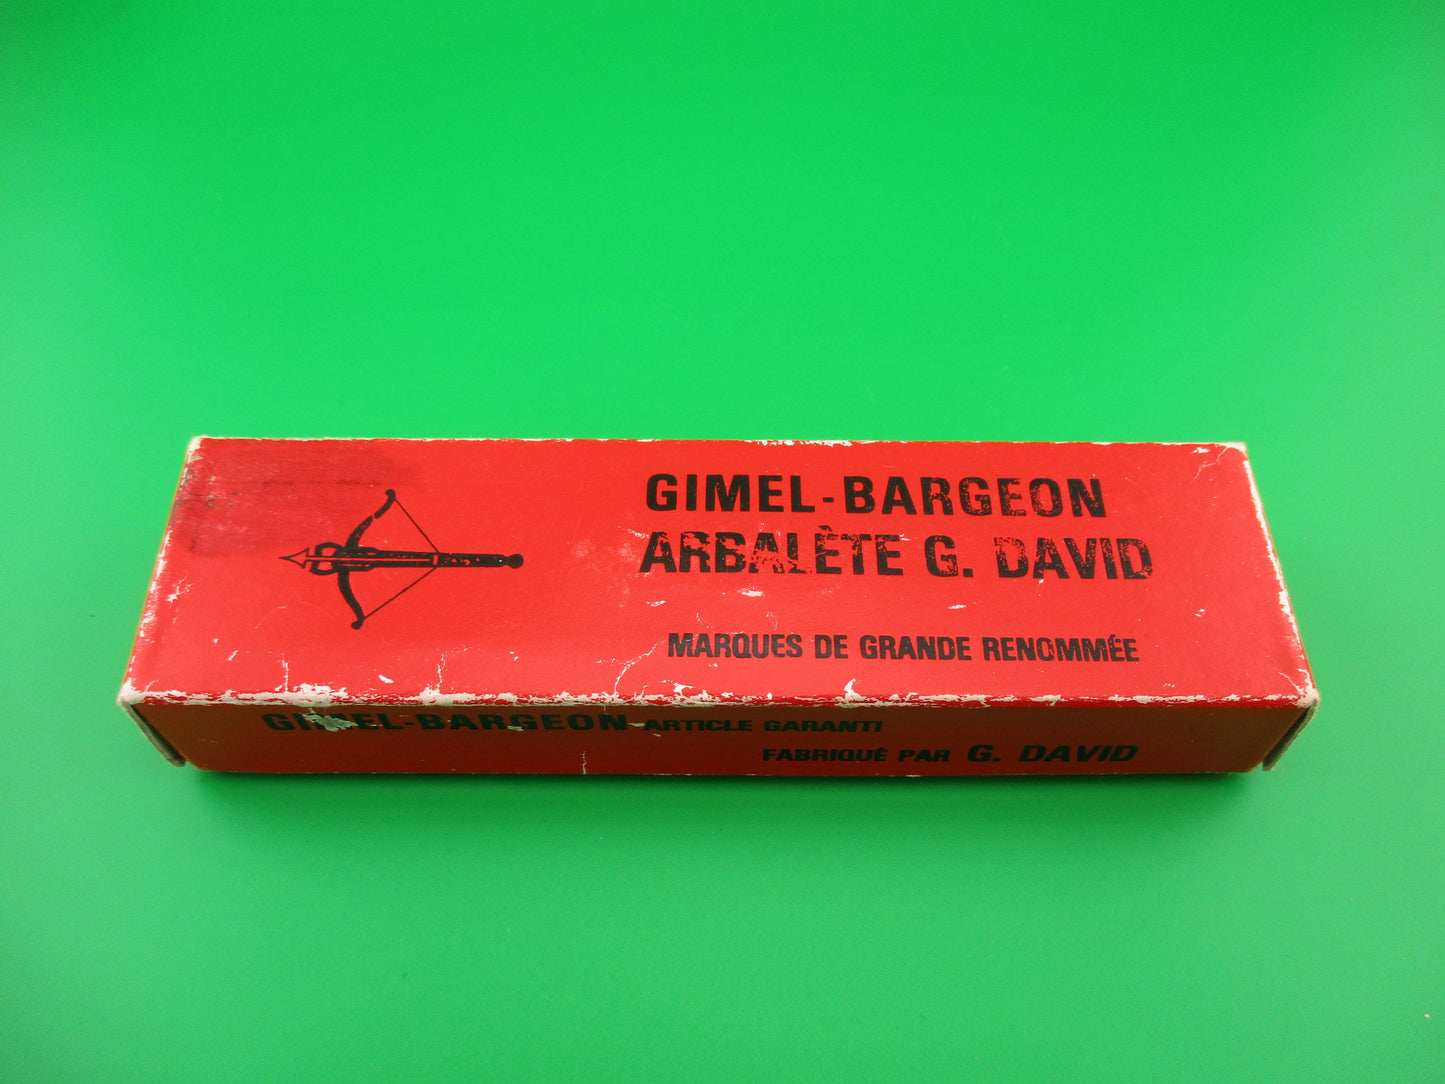 GIMEL-BARGEON
ARBALÈTE G. DAVID
MARQUES DE GRANDE RENOMMÉE
GIMEL-BARGEON ARTICLE GARANTI
FABRIQUÉ PAR G. DAVID